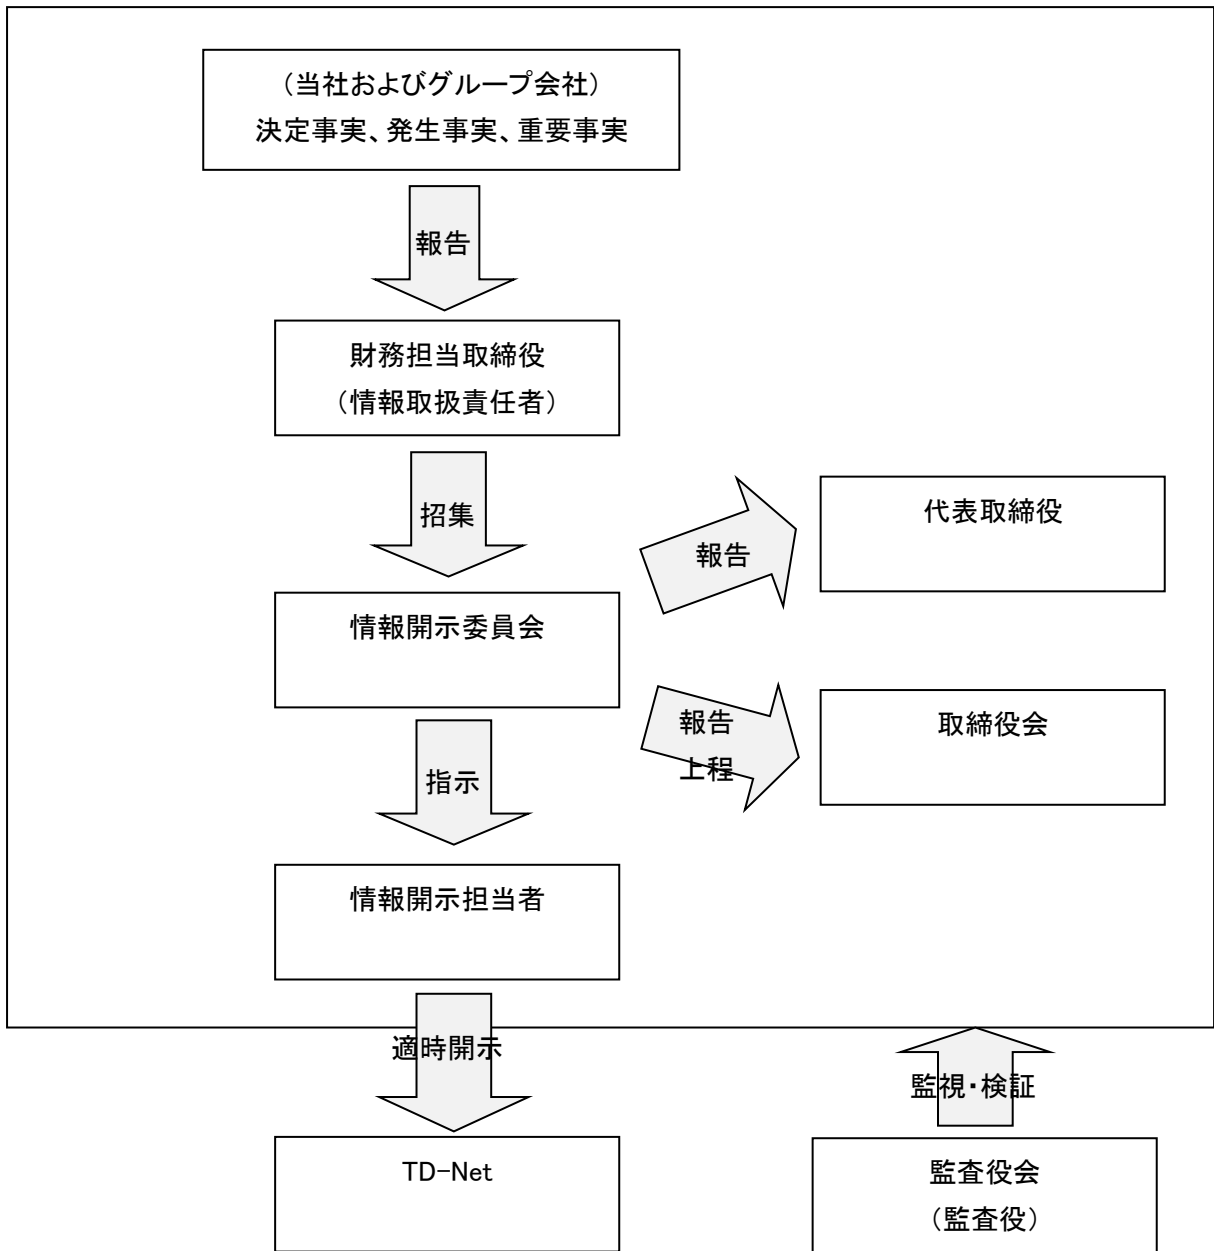 （当社およびグループ会社）
決定事実、発生事実、重要事実
報告
財務担当取締役
（情報取扱責任者）
招集
報告
代表取締役
情報開示委員会
報告
上程
取締役会
指示
情報開示担当者
適時開示
監視・検証
TD-Net
監査役会
（監査役）